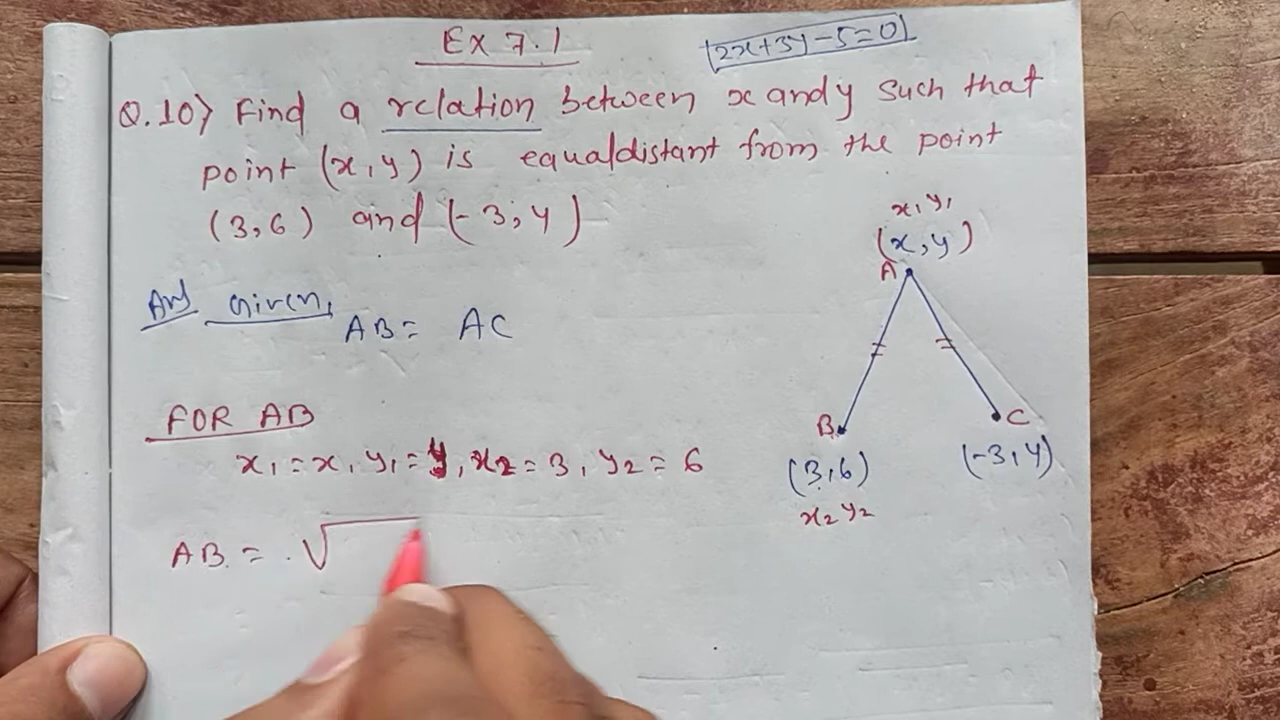 EX 7.1
2x+3y-5=0
Q.10) Find a relation between x and y such that
point (x,y) is equaldistant from the point
(3,6) and (-3,4)
x1 y1
(x,y)
A
Ans Given,
AB = AC
FOR AB
x1=x, y1=y, x2=3, y2=6
B
C
(3,6)
(-3,4)
x2 y2
AB = √